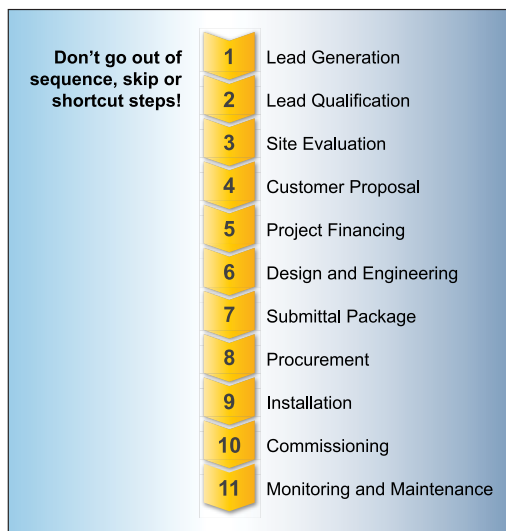 Don't go out of
sequence, skip or
shortcut steps!
1 Lead Generation
2 Lead Qualification
3 Site Evaluation
4 Customer Proposal
5 Project Financing
6 Design and Engineering
7 Submittal Package
8 Procurement
9 Installation
10 Commissioning
11 Monitoring and Maintenance